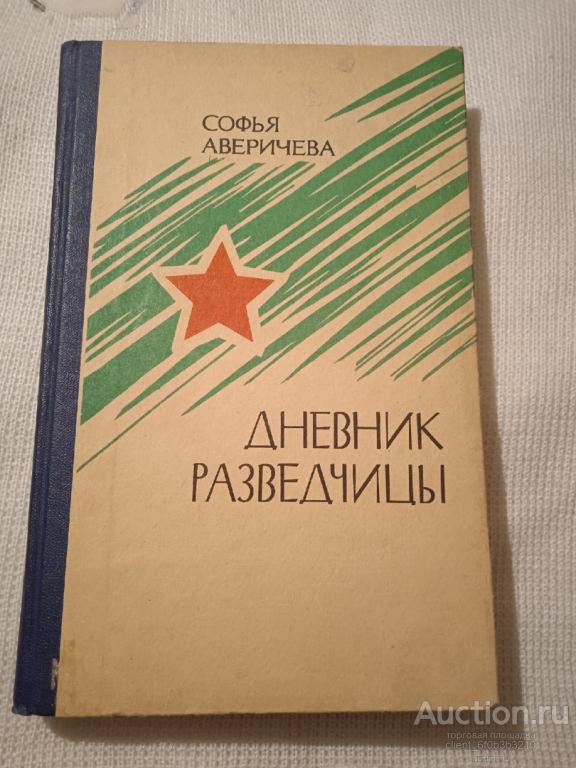 СОФЬЯ
АВЕРИЧЕВА
ДНЕВНИК
РАЗВЕДЧИЦЫ
Auction.ru
торговая площадка